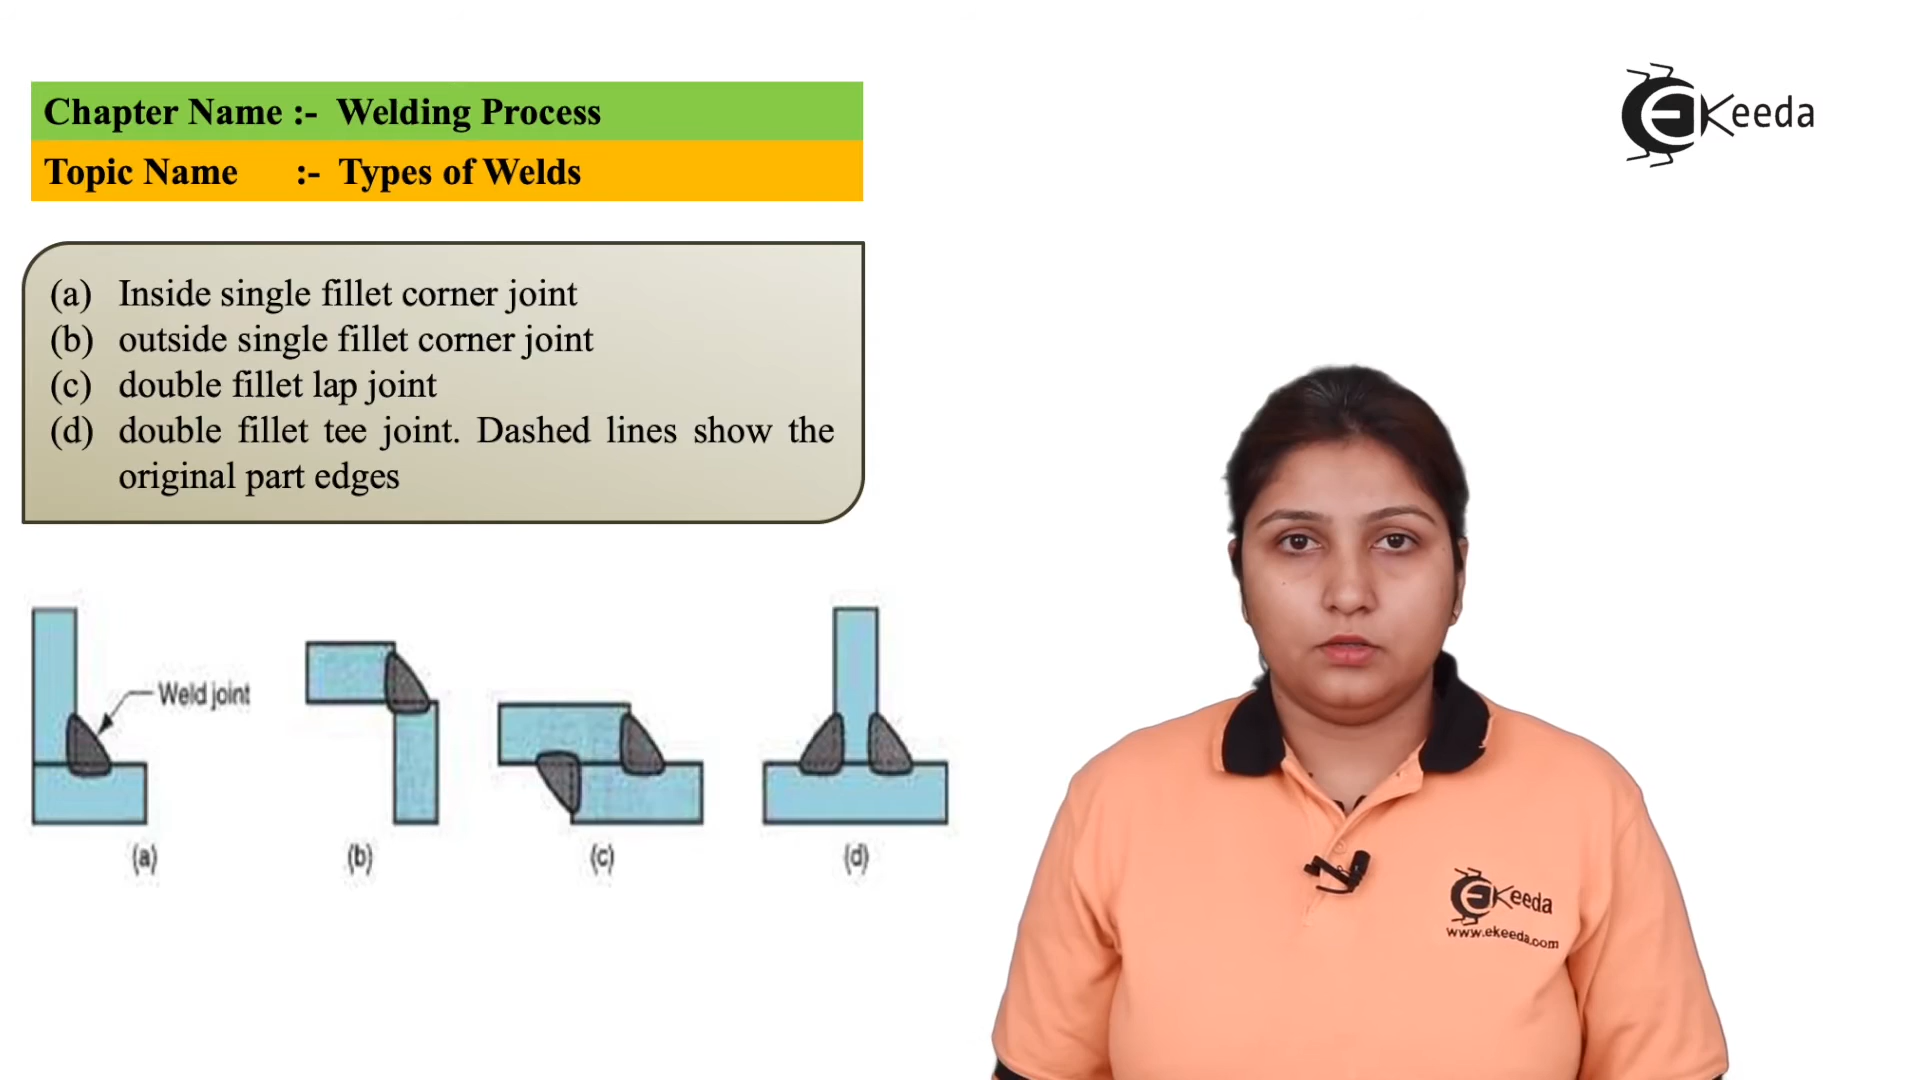 Chapter Name :- Welding Process
Topic Name :- Types of Welds
EKeeda
(a) Inside single fillet corner joint
(b) outside single fillet corner joint
(c) double fillet lap joint
(d) double fillet tee joint. Dashed lines show the
original part edges
Weld joint
(a) (b) (c) (d)
EKeeda
www.ekeeda.com